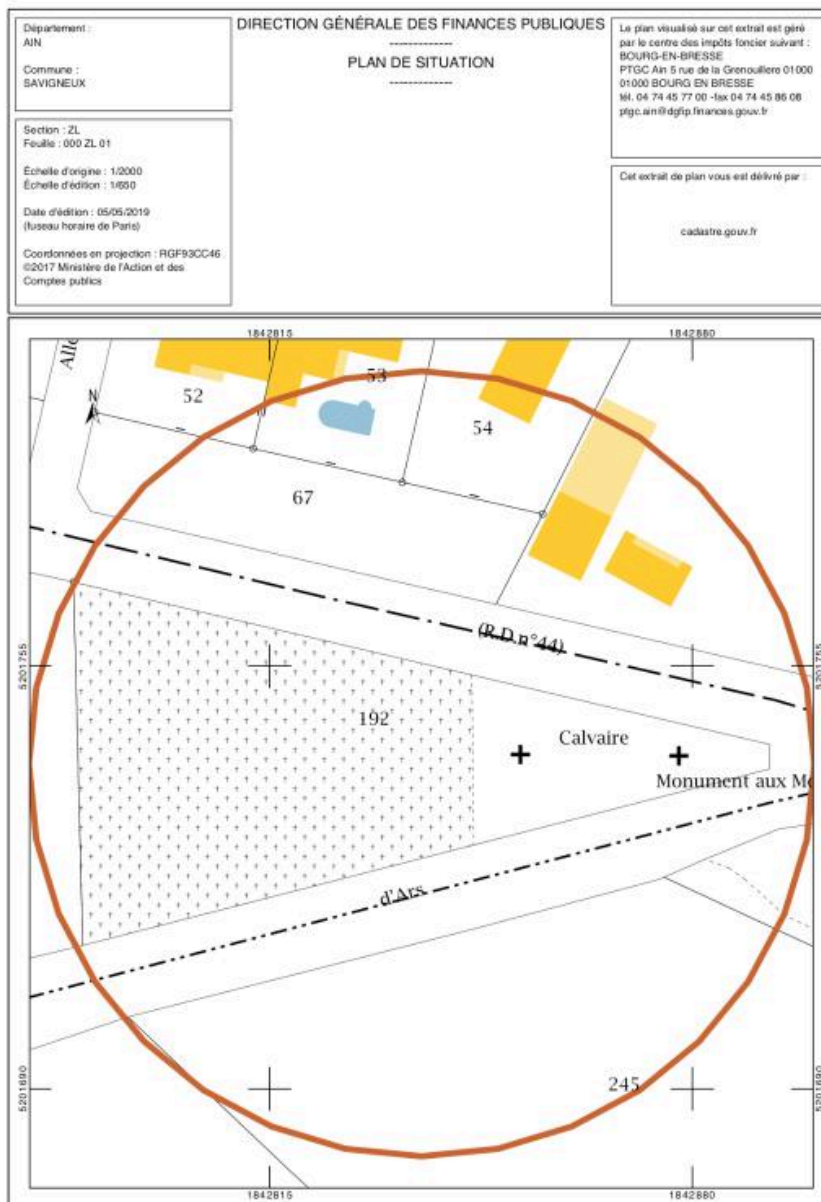 Département :
AIN
Commune :
SAVIGNEUX
Section : ZL
Feuille : 000 ZL 01
Échelle d'origine : 1/2000
Échelle d'édition : 1/650
Date d'édition : 05/05/2019
(fuseau horaire de Paris)
Coordonnées en projection : RGF93CC46
©2017 Ministère de l'Action et des
Comptes publics
DIRECTION GÉNÉRALE DES FINANCES PUBLIQUES
-------------
PLAN DE SITUATION
-------------
Le plan visualisé sur cet extrait est géré
par le centre des impôts foncier suivant :
BOURG-EN-BRESSE
PTGC Ain 5 rue de la Grenouillere 01000
01000 BOURG EN BRESSE
tél. 04 74 45 77 00 -fax 04 74 45 86 08
ptgc.ain@dgfip.finances.gouv.fr
Cet extrait de plan vous est délivré par :
cadastre.gouv.fr
1842815
1842880
Allé
N
52
53
54
67
(R.D.n°44)
5201755
5201755
192
Calvaire
Monument aux Mo
d'Ars
5201690
5201690
245
1842815
1842880